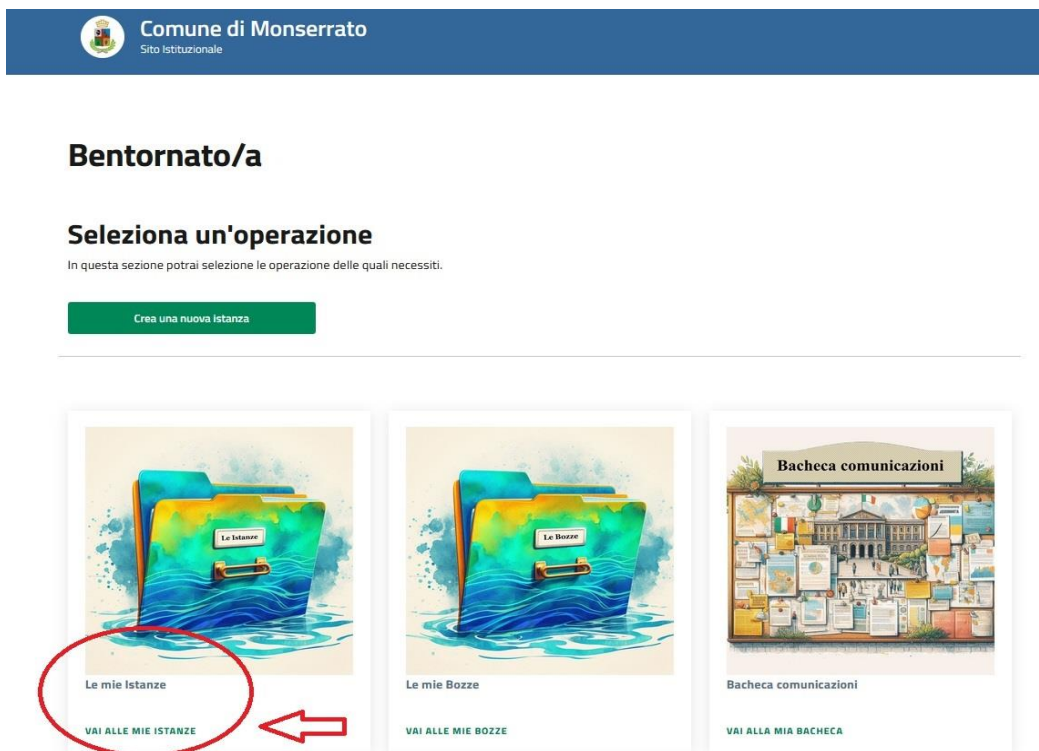 Comune di Monserrato
Sito Istituzionale
Bentornato/a
Seleziona un'operazione
In questa sezione potrai selezione le operazione delle quali necessiti.
Crea una nuova istanza
Le Istanze
Le mie Istanze
VAI ALLE MIE ISTANZE
Le Bozze
Le mie Bozze
VAI ALLE MIE BOZZE
Bacheca comunicazioni
Bacheca comunicazioni
VAI ALLA MIA BACHECA